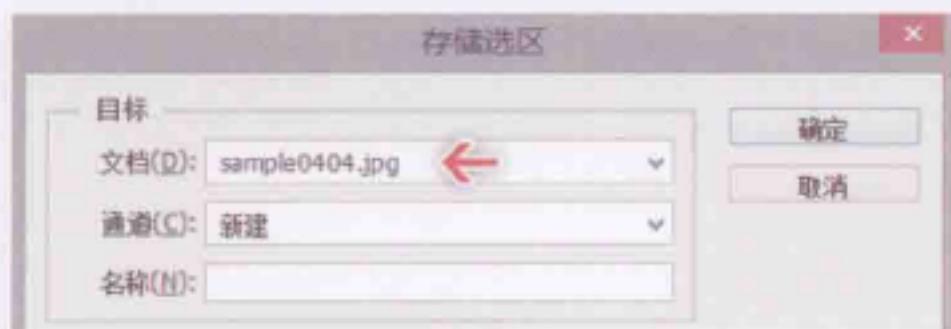 存储选区
目标
文档(D): sample0404.jpg
确定
通道(C): 新建
取消
名称(N):